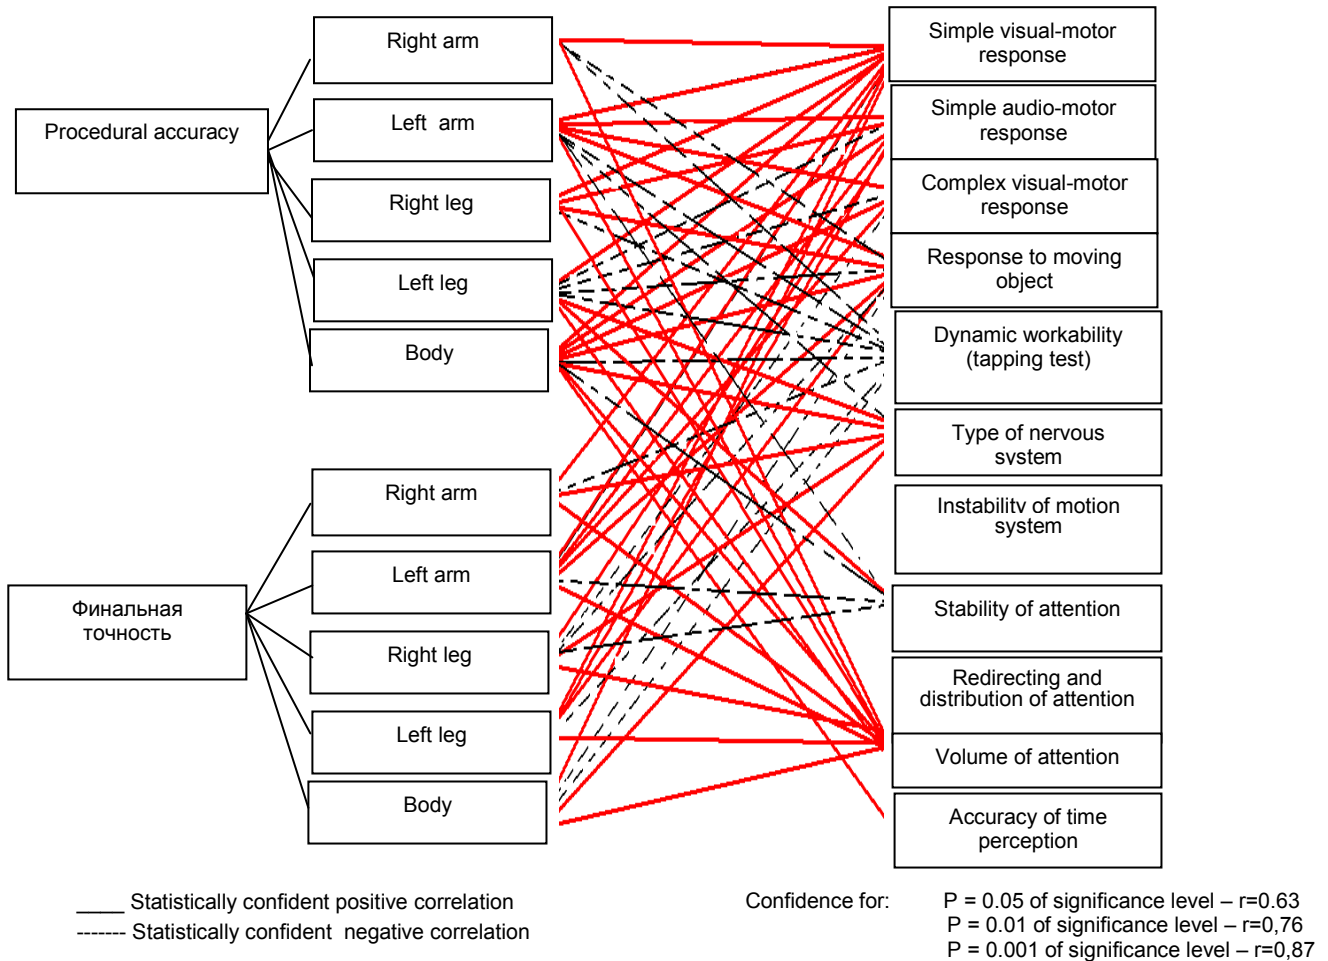 Procedural accuracy
Right arm
Left arm
Right leg
Left leg
Body
Финальная
точность
Right arm
Left arm
Right leg
Left leg
Body
Simple visual-motor
response
Simple audio-motor
response
Complex visual-motor
response
Response to moving
object
Dynamic workability
(tapping test)
Type of nervous
system
Instability of motion
system
Stability of attention
Redirecting and
distribution of attention
Volume of attention
Accuracy of time
perception
____ Statistically confident positive correlation
------- Statistically confident negative correlation
Confidence for: P = 0.05 of significance level – r=0.63
P = 0.01 of significance level – r=0,76
P = 0.001 of significance level – r=0,87